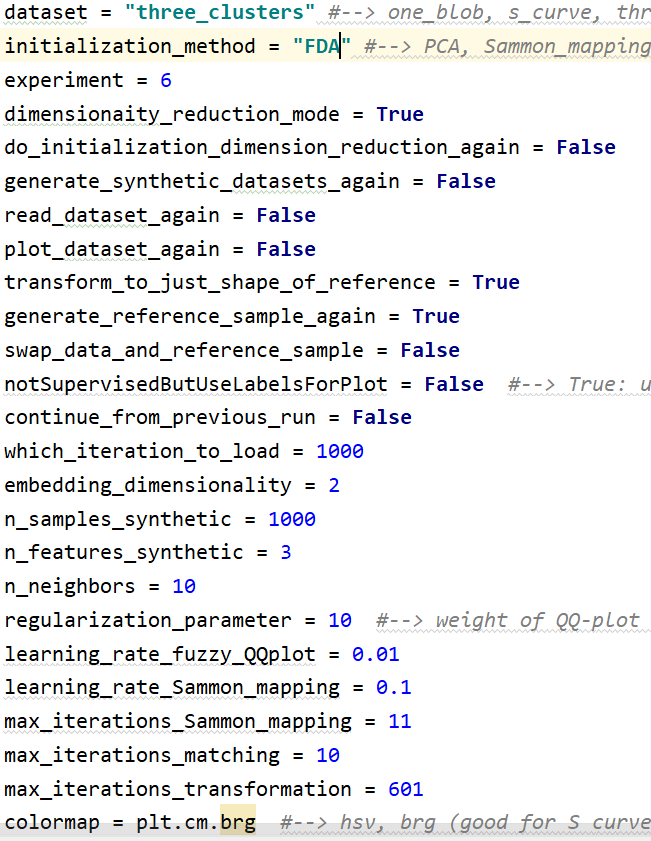 dataset = "three_clusters" #--> one_blob, s_curve, thr
initialization_method = "FDA" #--> PCA, Sammon_mapping
experiment = 6
dimensionaity_reduction_mode = True
do_initialization_dimension_reduction_again = False
generate_synthetic_datasets_again = False
read_dataset_again = False
plot_dataset_again = False
transform_to_just_shape_of_reference = True
generate_reference_sample_again = True
swap_data_and_reference_sample = False
notSupervisedButUseLabelsForPlot = False  #--> True: u
continue_from_previous_run = False
which_iteration_to_load = 1000
embedding_dimensionality = 2
n_samples_synthetic = 1000
n_features_synthetic = 3
n_neighbors = 10
regularization_parameter = 10  #--> weight of QQ-plot
learning_rate_fuzzy_QQplot = 0.01
learning_rate_Sammon_mapping = 0.1
max_iterations_Sammon_mapping = 11
max_iterations_matching = 10
max_iterations_transformation = 601
colormap = plt.cm.brg  #--> hsv, brg (good for S curve